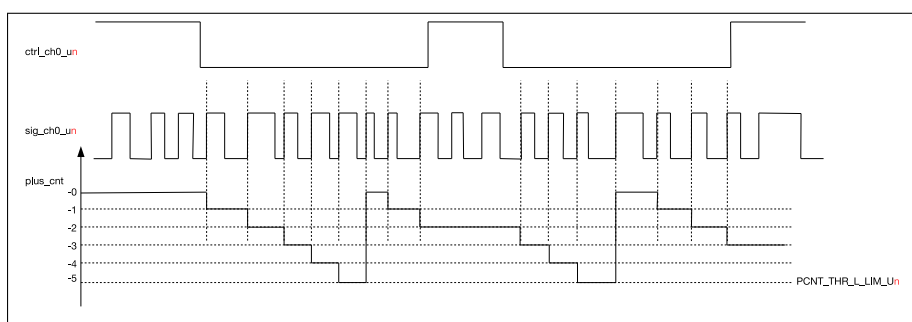 ctrl_ch0_un
sig_ch0_un
plus_cnt
-0
-1
-2
-3
-4
-5
PCNT_THR_L_LIM_Un